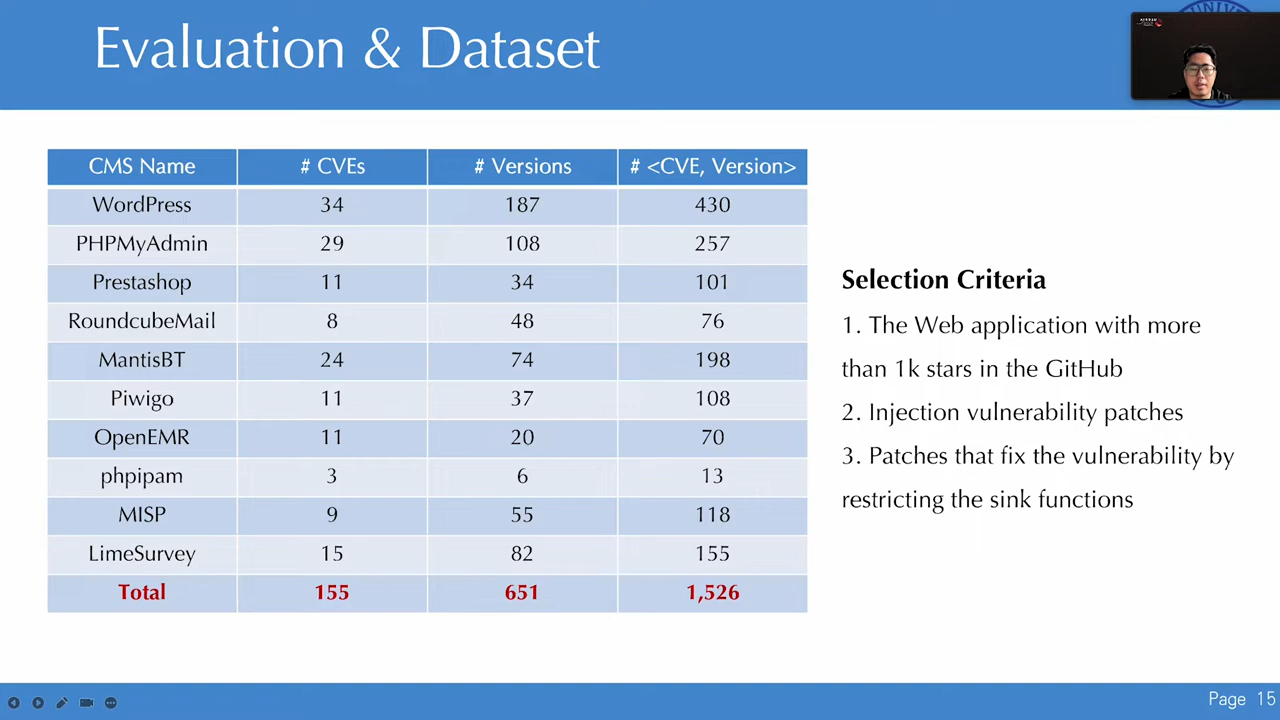 Evaluation & Dataset
CMS Name # CVEs # Versions # <CVE, Version>
WordPress 34 187 430
PHPMyAdmin 29 108 257
Prestashop 11 34 101
RoundcubeMail 8 48 76
MantisBT 24 74 198
Piwigo 11 37 108
OpenEMR 11 20 70
phpipam 3 6 13
MISP 9 55 118
LimeSurvey 15 82 155
Total 155 651 1,526
Selection Criteria
1. The Web application with more
than 1k stars in the GitHub
2. Injection vulnerability patches
3. Patches that fix the vulnerability by
restricting the sink functions
Page 15